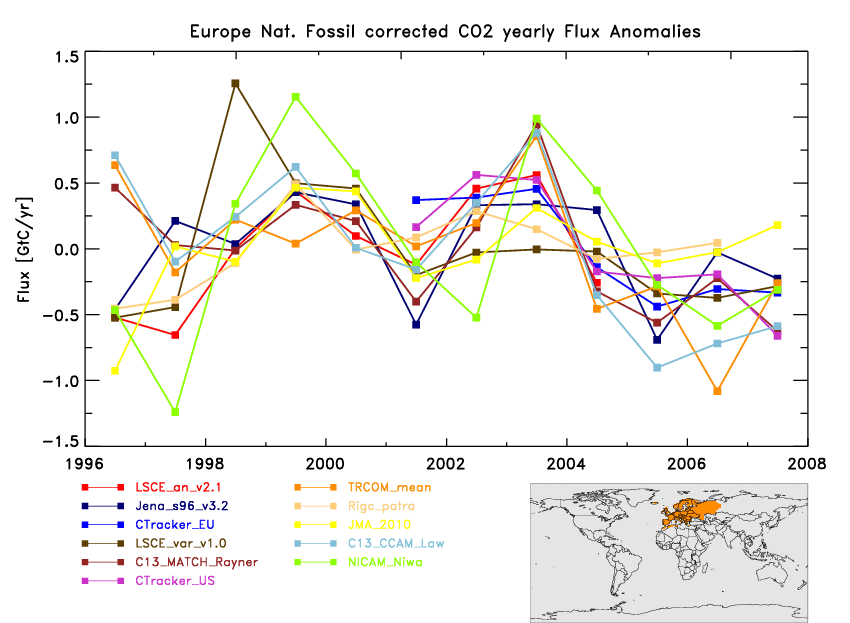 Europe Nat. Fossil corrected CO2 yearly Flux Anomalies
Flux [GtC/yr]
1.5
1.0
0.5
0.0
−0.5
−1.0
−1.5
1996 1998 2000 2002 2004 2006 2008
LSCE_an_v2.1 TRCOM_mean
Jena_s96_v3.2 Rigc_patra
CTracker_EU JMA_2010
LSCE_var_v1.0 C13_CCAM_Law
C13_MATCH_Rayner NICAM_Niwa
CTracker_US